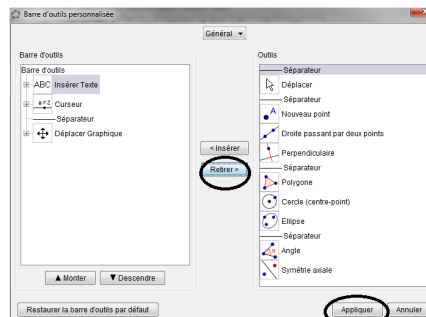 Barre d'outils personnalisée
Général
Barre d'outils
Outils
Barre d'outils
ABC Insérer Texte
a=2 Curseur
Séparateur
Déplacer Graphique
< Insérer
Retirer >
Séparateur
Déplacer
Séparateur
A Nouveau point
Droite passant par deux points
Perpendiculaire
Séparateur
Polygone
Cercle (centre-point)
Ellipse
Séparateur
α Angle
Symétrie axiale
▲ Monter
▼ Descendre
Restaurer la barre d'outils par défaut
Appliquer
Annuler